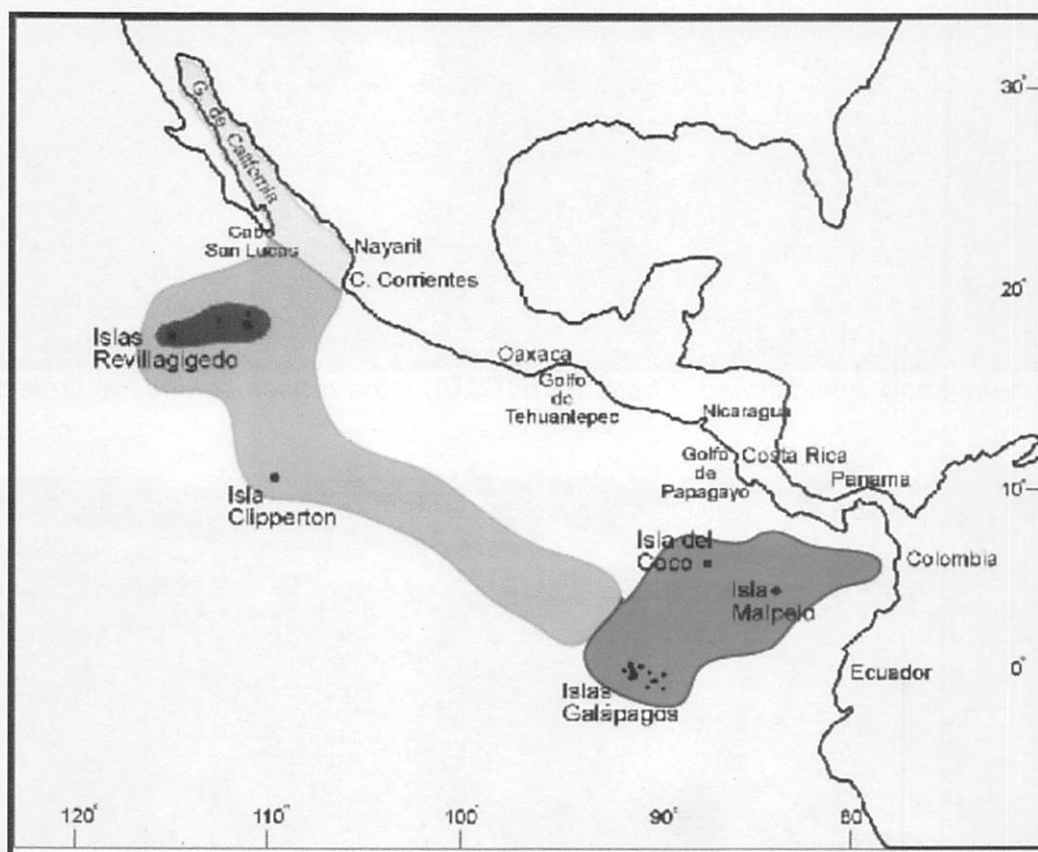 30°
G. de California
Cabo
San Lucas
Nayarit
C. Corrientes
20°
Islas
Revillagigedo
Oaxaca
Golfo
de
Tehuantepec
Nicaragua
Golfo
de
Papagayo
Costa Rica
Panama
10°
Isla
Clipperton
Isla del
Coco
Colombia
Isla
Malpelo
Ecuador
0°
Islas
Galápagos
120°
110°
100°
90°
80